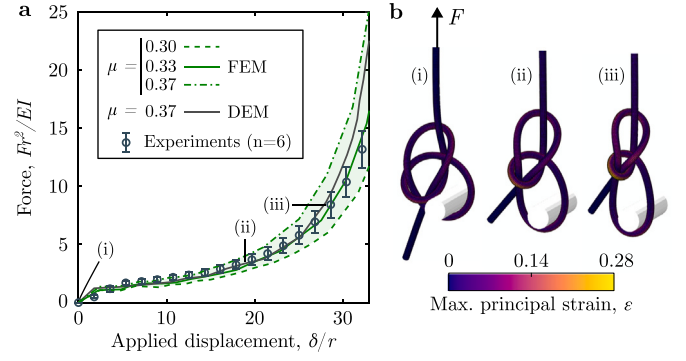 a
25
20
15
10
5
0
Force, Fr²/EI
0
10
20
30
Applied displacement, δ/r
μ =
0.30
0.33
FEM
0.37
μ = 0.37
DEM
Experiments (n=6)
(i)
(ii)
(iii)
b
F
(i)
(ii)
(iii)
0
0.14
0.28
Max. principal strain, ε